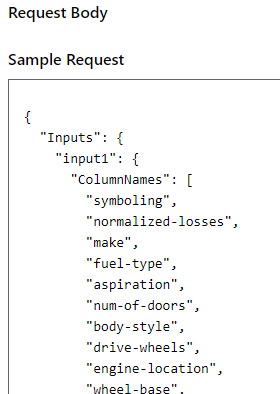 Request Body
Sample Request
{
"Inputs": {
"input1": {
"ColumnNames": [
"symboling",
"normalized-losses",
"make",
"fuel-type",
"aspiration",
"num-of-doors",
"body-style",
"drive-wheels",
"engine-location",
"wheel-base",